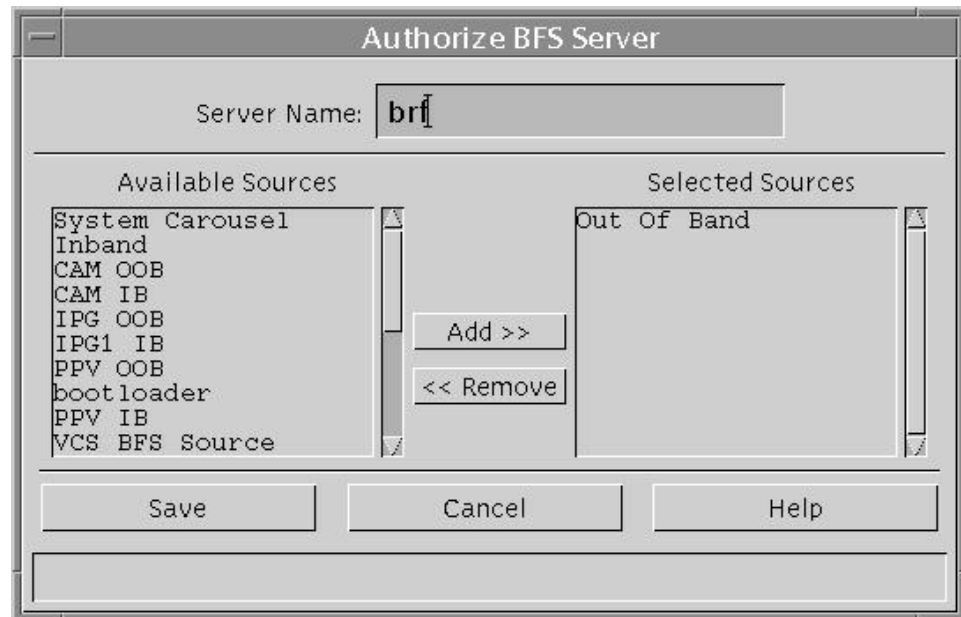 Authorize BFS Server
Server Name: brf
Available Sources
Selected Sources
System Carousel
Inband
CAM OOB
CAM IB
IPG OOB
IPG1 IB
PPV OOB
bootloader
PPV IB
VCS BFS Source
Add >>
<< Remove
Out Of Band
Save
Cancel
Help